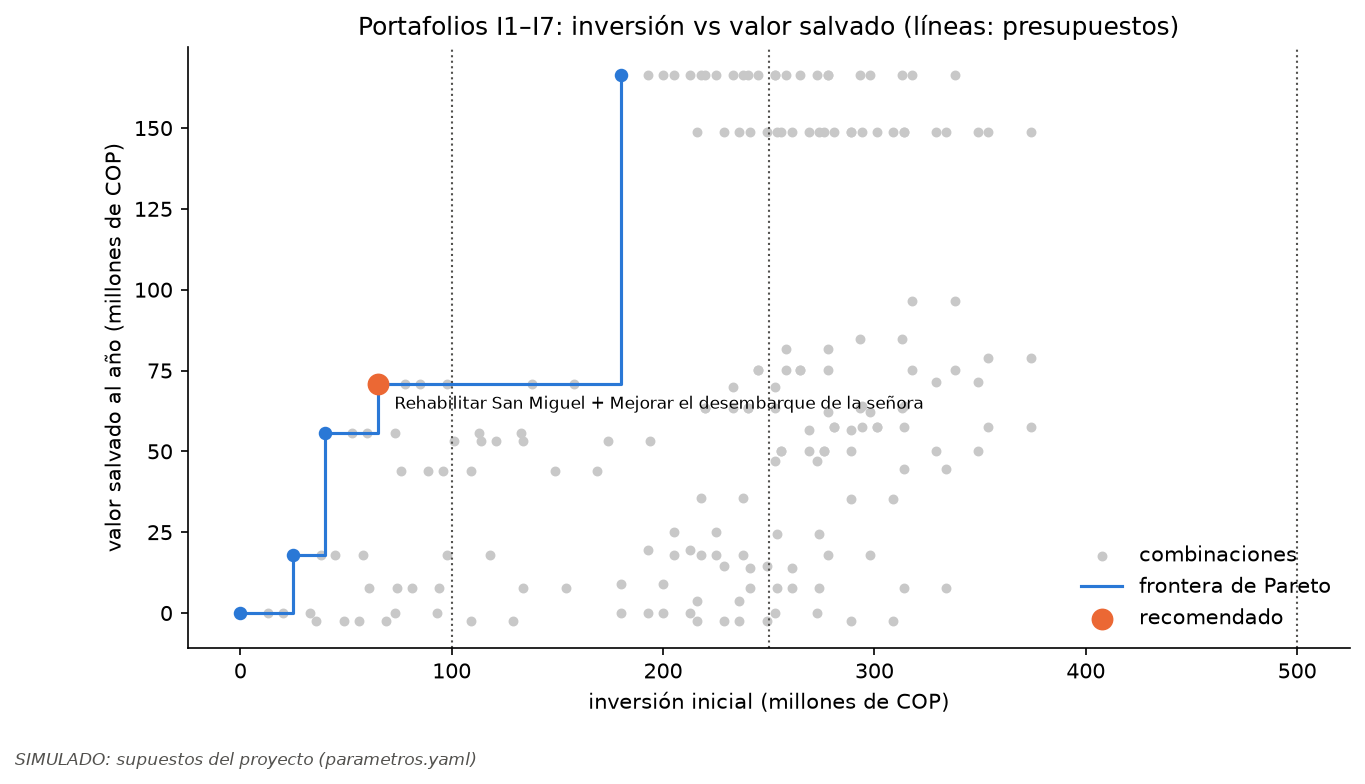 Portafolios I1–I7: inversión vs valor salvado (líneas: presupuestos)
valor salvado al año (millones de COP)
150
125
100
75
50
25
0
Rehabilitar San Miguel + Mejorar el desembarque de la señora
combinaciones
frontera de Pareto
recomendado
0 100 200 300 400 500
inversión inicial (millones de COP)
SIMULADO: supuestos del proyecto (parametros.yaml)